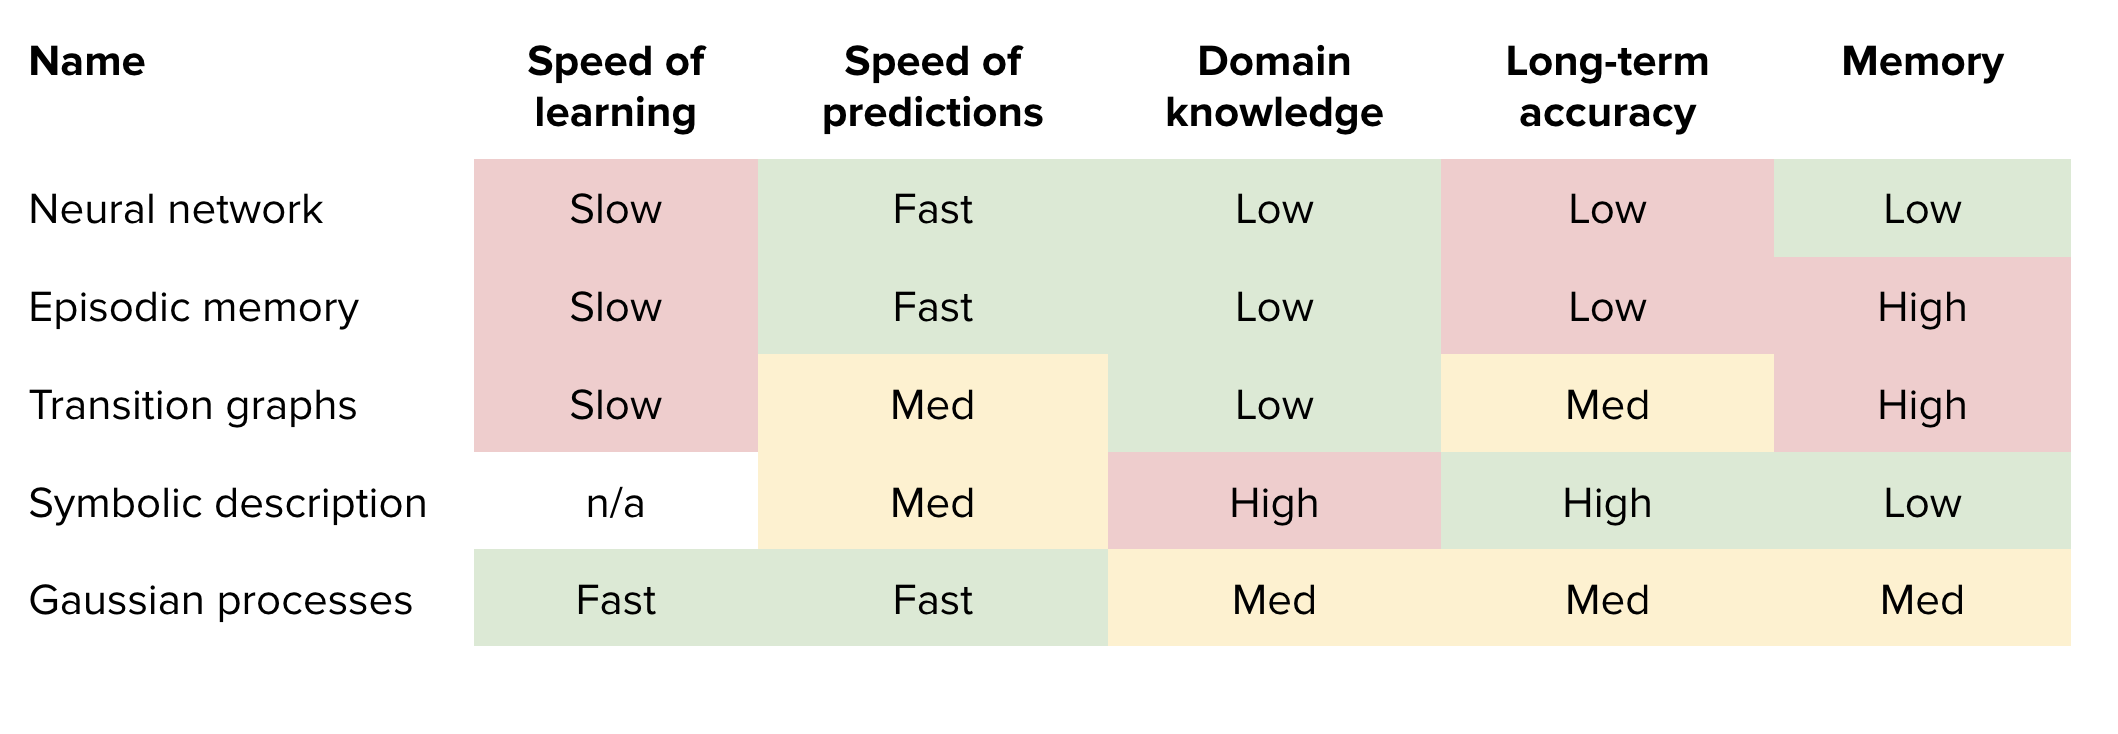 Name Speed of learning Speed of predictions Domain knowledge Long-term accuracy Memory
Neural network Slow Fast Low Low Low
Episodic memory Slow Fast Low Low High
Transition graphs Slow Med Low Med High
Symbolic description n/a Med High High Low
Gaussian processes Fast Fast Med Med Med